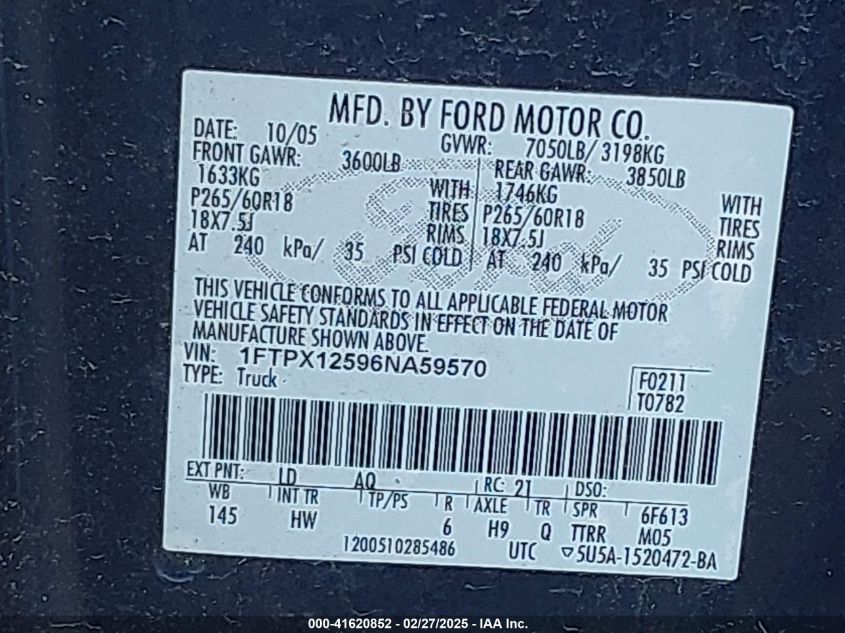 MFD. BY FORD MOTOR CO.
DATE: 10/05 GVWR: 7050LB/ 3198KG
FRONT GAWR: 3600LB REAR GAWR: 3850LB
1633KG WITH 1746KG WITH
P265/60R18 TIRES P265/60R18 TIRES
18X7.5J RIMS 18X7.5J RIMS
AT 240 kPa/ 35 PSI COLD AT 240 kPa/ 35 PSI COLD
Ford
THIS VEHICLE CONFORMS TO ALL APPLICABLE FEDERAL MOTOR
VEHICLE SAFETY STANDARDS IN EFFECT ON THE DATE OF
MANUFACTURE SHOWN ABOVE.
VIN: 1FTPX12596NA59570
TYPE: Truck
F0211
T0782
EXT PNT: LD AQ RC: 21 DSO:
WB INT TR TP/PS R AXLE TR SPR 6F613
145 HW 6 H9 Q TTRR M05
1200510285486 UTC ▽5U5A-1520472-BA
000-41620852 - 02/27/2025 - IAA Inc.